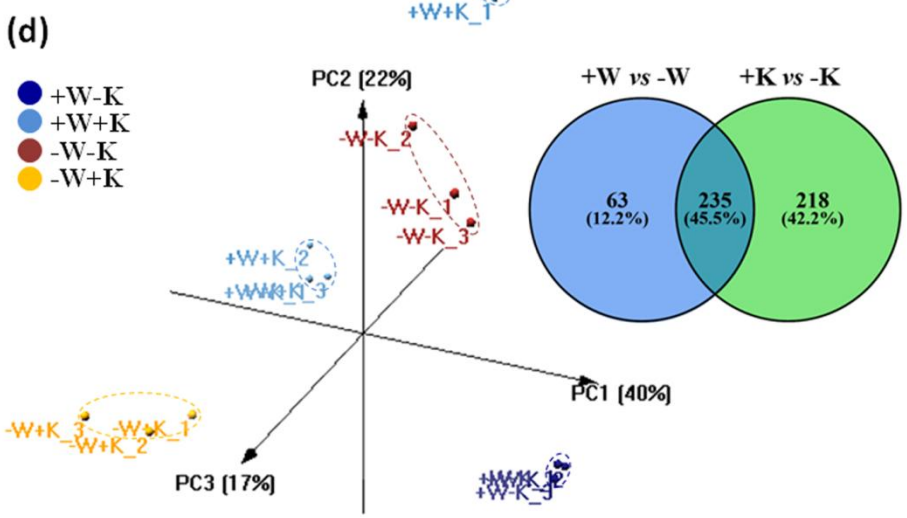 +W+K_1
(d)
+W-K
+W+K
-W-K
-W+K
PC2 (22%)
+W vs -W
+K vs -K
-W-K_2
-W-K_1
-W-K_3
63
(12.2%)
235
(45.5%)
218
(42.2%)
+W+K_2
PC1 (40%)
-W+K_3
-W+K_1
-W+K_2
PC3 (17%)
+W-K_3